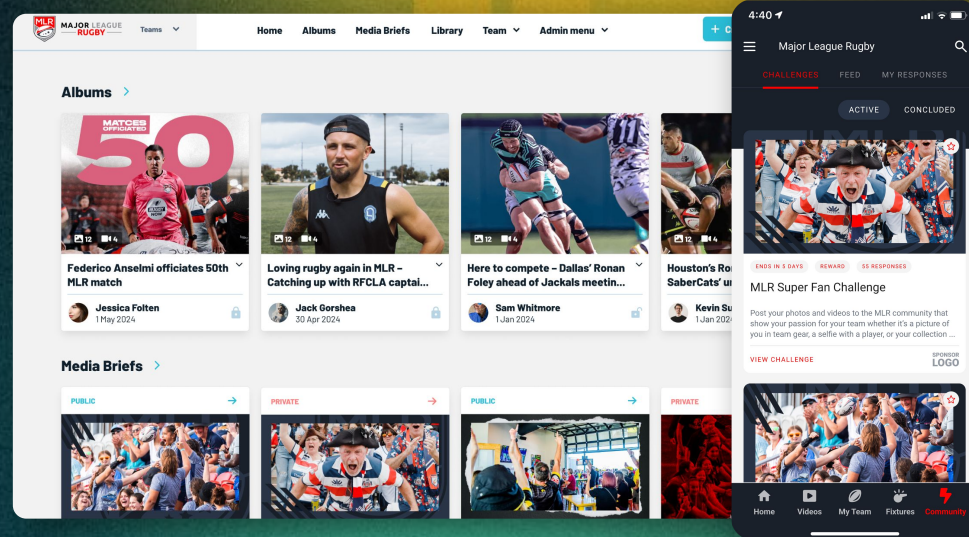 MLR
MAJOR LEAGUE
RUGBY
Teams
Home
Albums
Media Briefs
Library
Team
Admin menu
+
Albums
MATCES
OFFICIATED
50
12
4
Federico Anselmi officiates 50th
MLR match
Jessica Folten
1 May 2024
12
4
Loving rugby again in MLR –
Catching up with RFCLA captai...
Jack Gorshea
30 Apr 2024
12
4
Here to compete – Dallas' Ronan
Foley ahead of Jackals meetin...
Sam Whitmore
1 Jan 2024
12
4
Houston's
SaberCats'
Kevin
1 Jan
Media Briefs
PUBLIC
PRIVATE
PUBLIC
PRIVATE
4:40
Major League Rugby
CHALLENGES
FEED
MY RESPONSES
ACTIVE
CONCLUDED
ENDS IN 5 DAYS
REWARD
55 RESPONSES
MLR Super Fan Challenge
Post your photos and videos to the MLR community that
show your passion for your team whether it's a picture of
you in team gear, a selfie with a player, or your collection ...
VIEW CHALLENGE
SPONSOR
LOGO
Home
Videos
My Team
Fixtures
Community